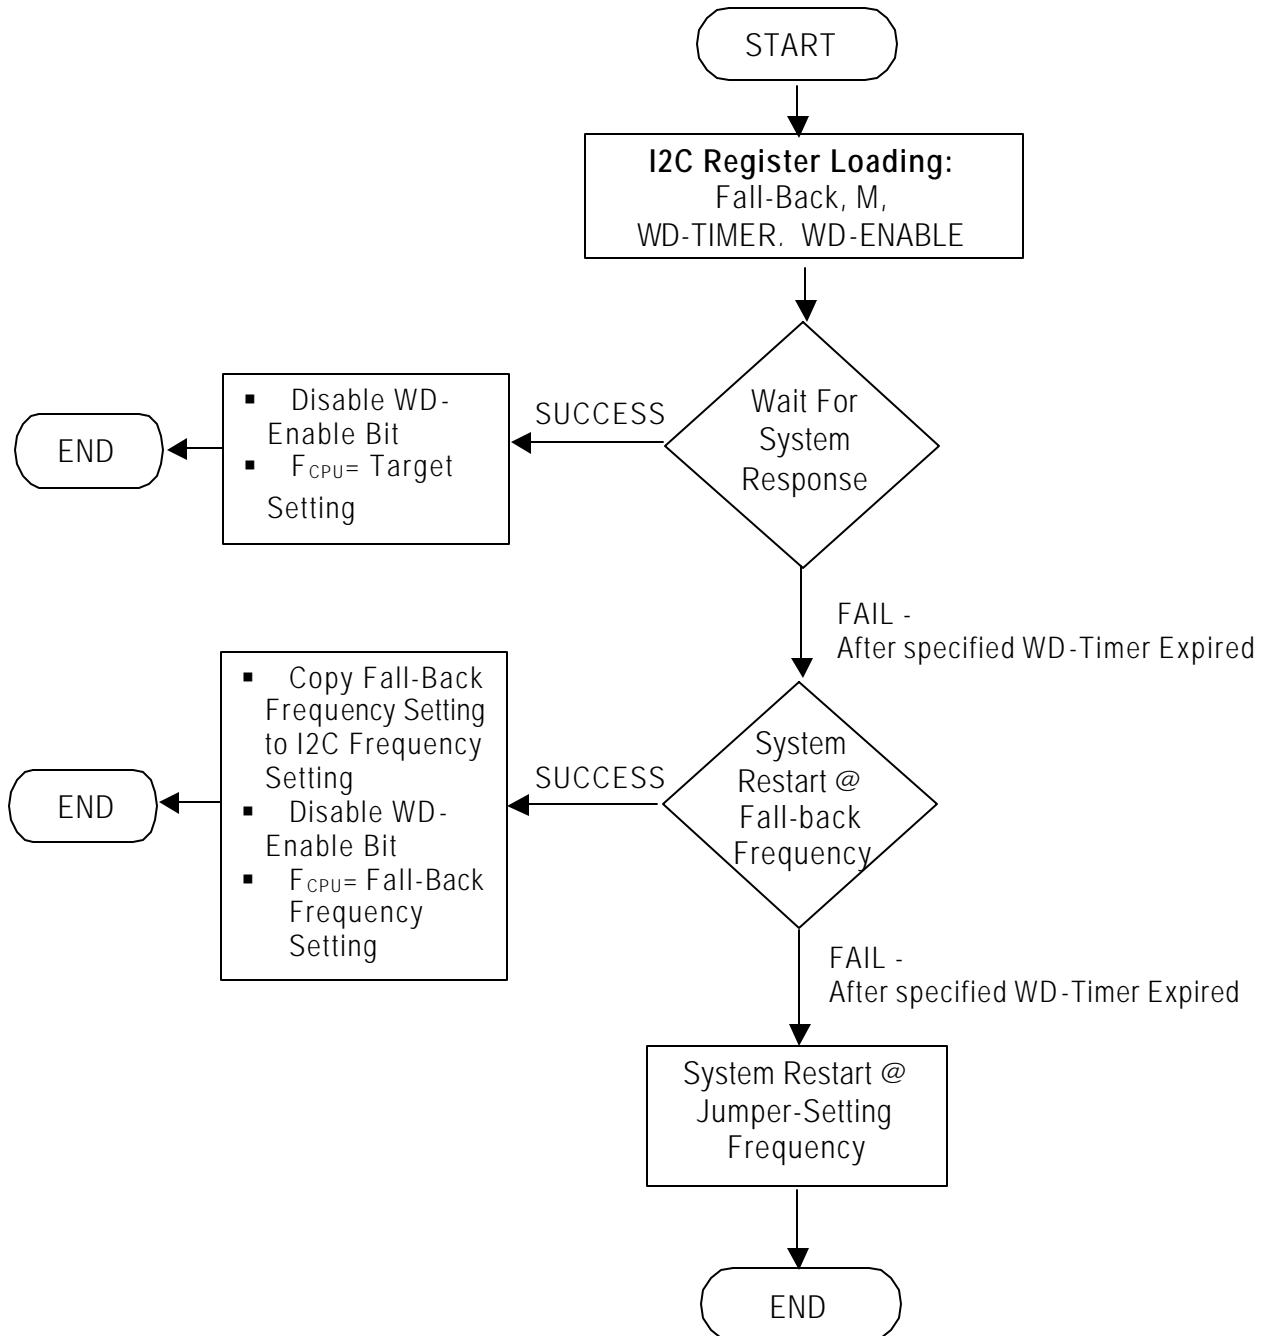 START
I2C Register Loading:
Fall-Back, M,
WD-TIMER. WD-ENABLE
Wait For
System
Response
SUCCESS
▪ Disable WD-
Enable Bit
▪ FCPU= Target
Setting
END
FAIL -
After specified WD-Timer Expired
System
Restart @
Fall-back
Frequency
SUCCESS
▪ Copy Fall-Back
Frequency Setting
to I2C Frequency
Setting
▪ Disable WD-
Enable Bit
▪ FCPU= Fall-Back
Frequency
Setting
END
FAIL -
After specified WD-Timer Expired
System Restart @
Jumper-Setting
Frequency
END